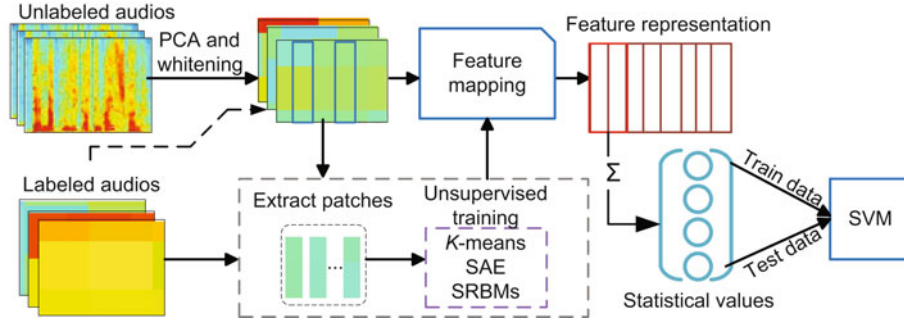 Unlabeled audios
PCA and
whitening
Feature
mapping
Feature representation
Labeled audios
Extract patches
...
Unsupervised
training
K-means
SAE
SRBMs
Σ
Train data
Test data
Statistical values
SVM